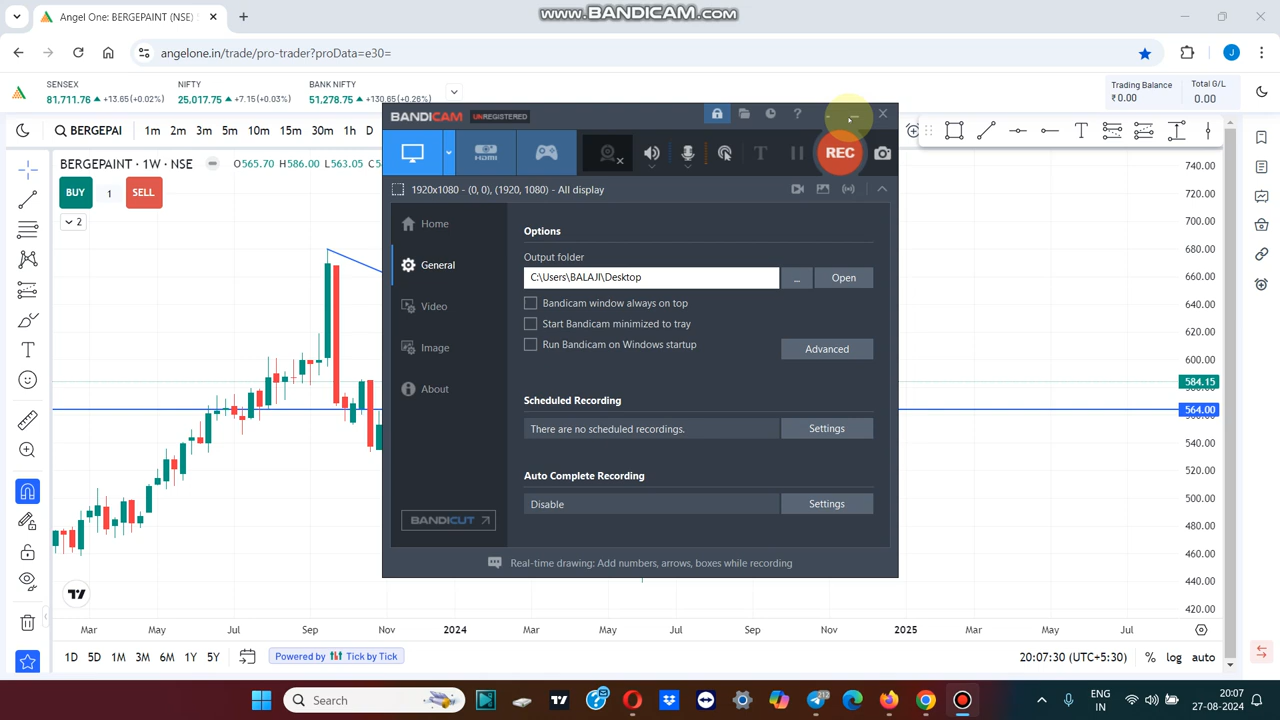 www.BANDICAM.com
Angel One: BERGEPAINT (NSE)
angelone.in/trade/pro-trader?proData=e30=
J
SENSEX
81,711.76 +13.65(+0.02%)
NIFTY
25,017.75 +7.15(+0.03%)
BANK NIFTY
51,278.75 +130.65(+0.26%)
Trading Balance
₹ 0.00
Total G/L
0.00
BERGEPAI
1m 2m 3m 5m 10m 15m 30m 1h D
BERGEPAINT · 1W · NSE
O565.70 H586.00 L563.05
BUY 1 SELL
2
BANDICAM UNREGISTERED
HDMI
REC
1920x1080 - (0, 0), (1920, 1080) - All display
Home
General
Video
Image
About
BANDICUT
Options
Output folder
C:\Users\BALAJI\Desktop
...
Open
Bandicam window always on top
Start Bandicam minimized to tray
Run Bandicam on Windows startup
Advanced
Scheduled Recording
There are no scheduled recordings.
Settings
Auto Complete Recording
Disable
Settings
Real-time drawing: Add numbers, arrows, boxes while recording
740.00
720.00
700.00
680.00
660.00
640.00
620.00
600.00
584.15
564.00
540.00
520.00
500.00
480.00
460.00
440.00
420.00
Mar May Jul Sep Nov 2024 Mar May Jul Sep Nov 2025 Mar May Jul
1D 5D 1M 3M 6M 1Y 5Y
Powered by Tick by Tick
20:07:30 (UTC+5:30) % log auto
Search
ENG
IN
20:07
27-08-2024